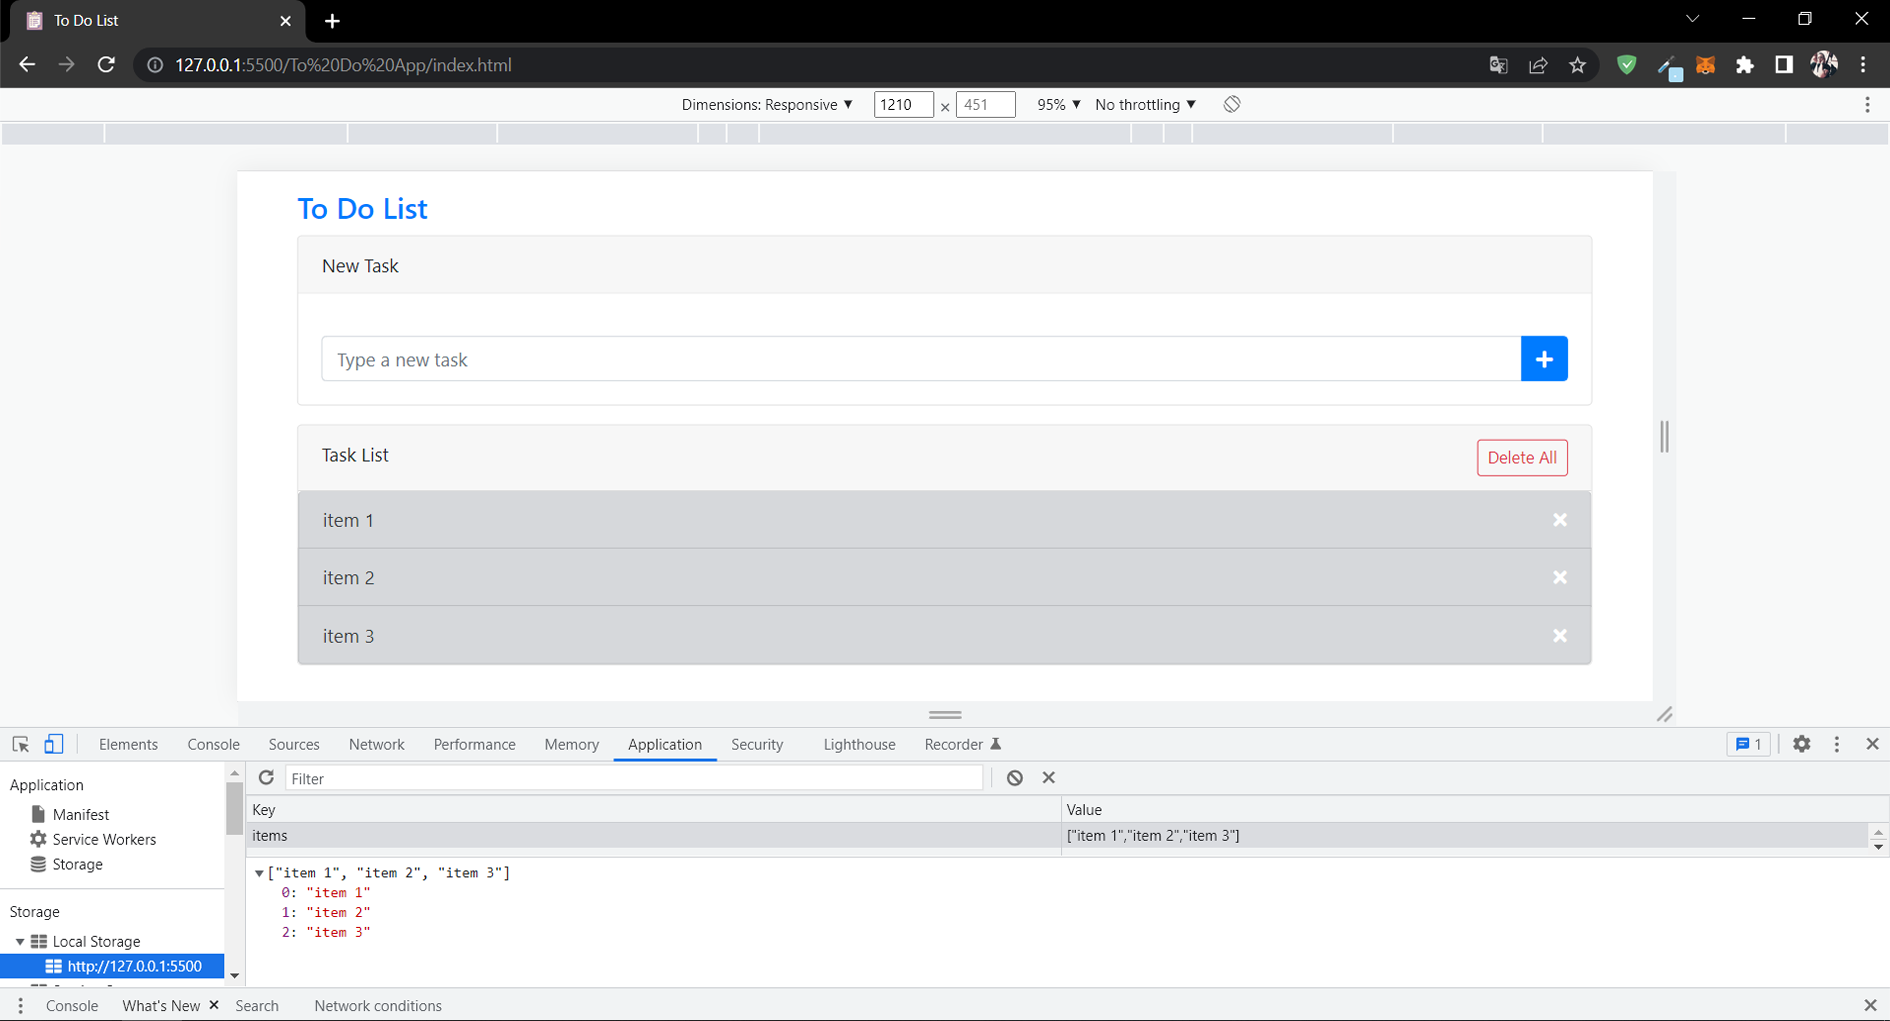 To Do List
127.0.0.1:5500/To%20Do%20App/index.html
Dimensions: Responsive ▼ 1210 × 451 95% ▼ No throttling ▼
To Do List
New Task
Type a new task
Task List
Delete All
item 1
item 2
item 3
Elements Console Sources Network Performance Memory Application Security Lighthouse Recorder 1
Application
Manifest
Service Workers
Storage
Storage
Local Storage
http://127.0.0.1:5500
Filter
Key Value
items ["item 1","item 2","item 3"]
▼["item 1", "item 2", "item 3"]
0: "item 1"
1: "item 2"
2: "item 3"
Console What's New Search Network conditions